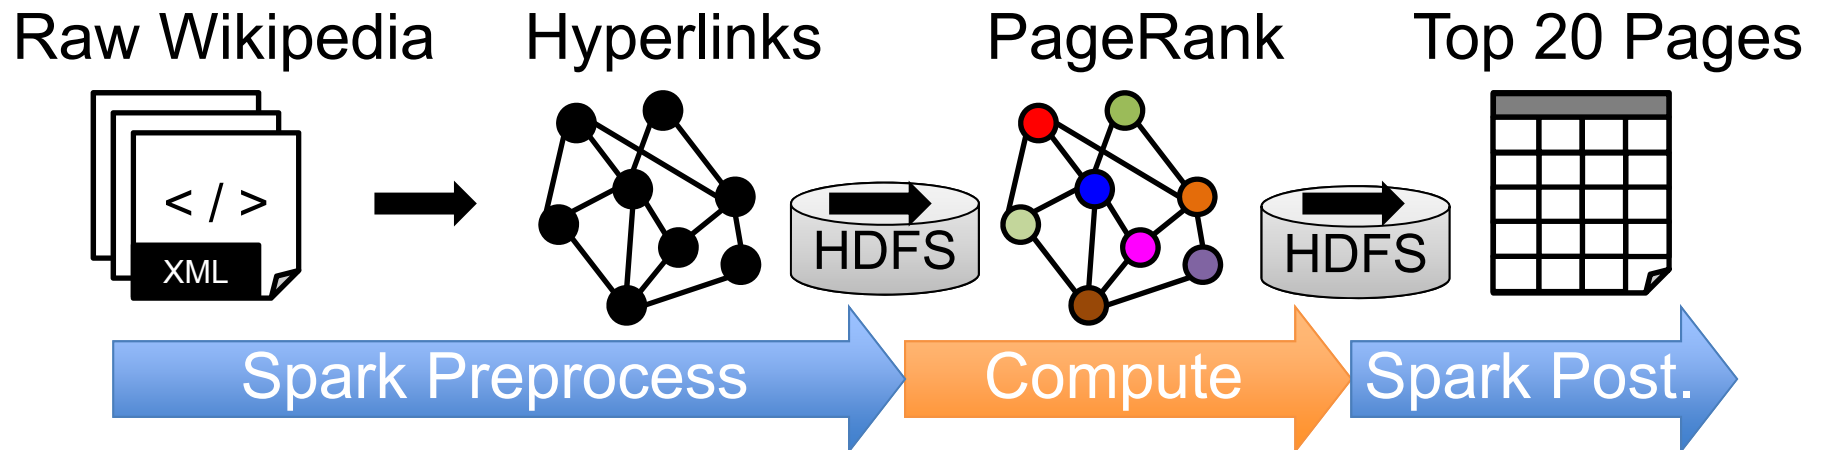 Raw Wikipedia
Hyperlinks
PageRank
Top 20 Pages
< / >
XML
HDFS
HDFS
Spark Preprocess
Compute
Spark Post.